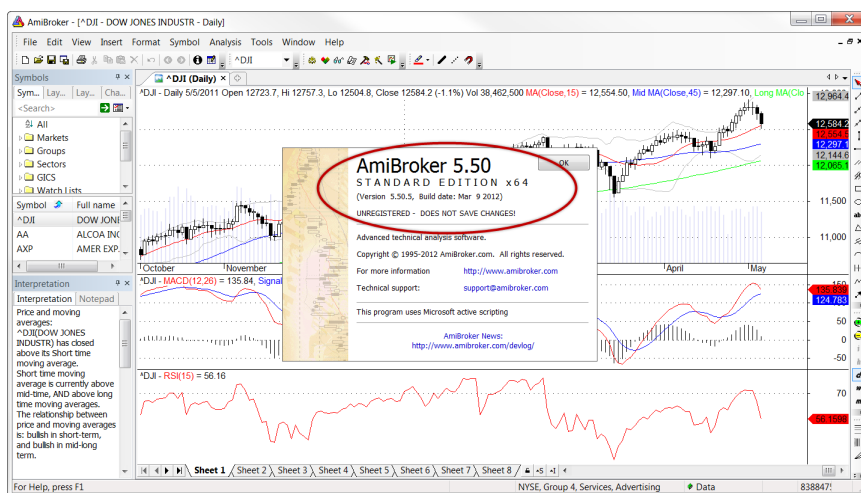 AmiBroker - [^DJI - DOW JONES INDUSTR - Daily]
File Edit View Insert Format Symbol Analysis Tools Window Help
^DJI
Symbols
^DJI (Daily)
Sym... Lay... Lay... Cha...
^DJI - Daily 5/5/2011 Open 12723.7, Hi 12757.3, Lo 12504.8, Close 12584.2 (-1.1%) Vol 38,462,500 MA(Close,15) = 12,554.50, Mid MA(Close,45) = 12,297.10, Long MA(Clo
12,964.4
<Search>
All
Markets
Groups
Sectors
GICS
Watch Lists
12,584.2
12,554.5
12,297.1
12,144.6
12,065.1
11,500
11,000
Symbol Full name
^DJI DOW JONE
AA ALCOA INC
AXP AMER EXP.
AmiBroker 5.50
OK
STANDARD EDITION x64
(Version 5.50.5, Build date: Mar 9 2012)
UNREGISTERED - DOES NOT SAVE CHANGES!
Advanced technical analysis software.
Copyright © 1995-2012 AmiBroker.com. All rights reserved.
For more information http://www.amibroker.com
Technical support: support@amibroker.com
This program uses Microsoft active scripting
AmiBroker News:
http://www.amibroker.com/devlog/
October November April May
Interpretation
Interpretation Notepad
Price and moving
averages:
^DJI(DOW JONES
INDUSTR) has closed
above its Short time
moving average.
Short time moving
average is currently above
mid-time, AND above long
time moving averages.
The relationship between
price and moving averages
is: bullish in short-term,
and bullish in mid-long
term.
^DJI - MACD(12,26) = 135.84, Signal
150
135.839
124.783
50
0
-50
^DJI - RSI(15) = 56.16
70
56.1598
Sheet 1 Sheet 2 Sheet 3 Sheet 4 Sheet 5 Sheet 6 Sheet 7 Sheet 8
For Help, press F1
NYSE, Group 4, Services, Advertising
Data
838847